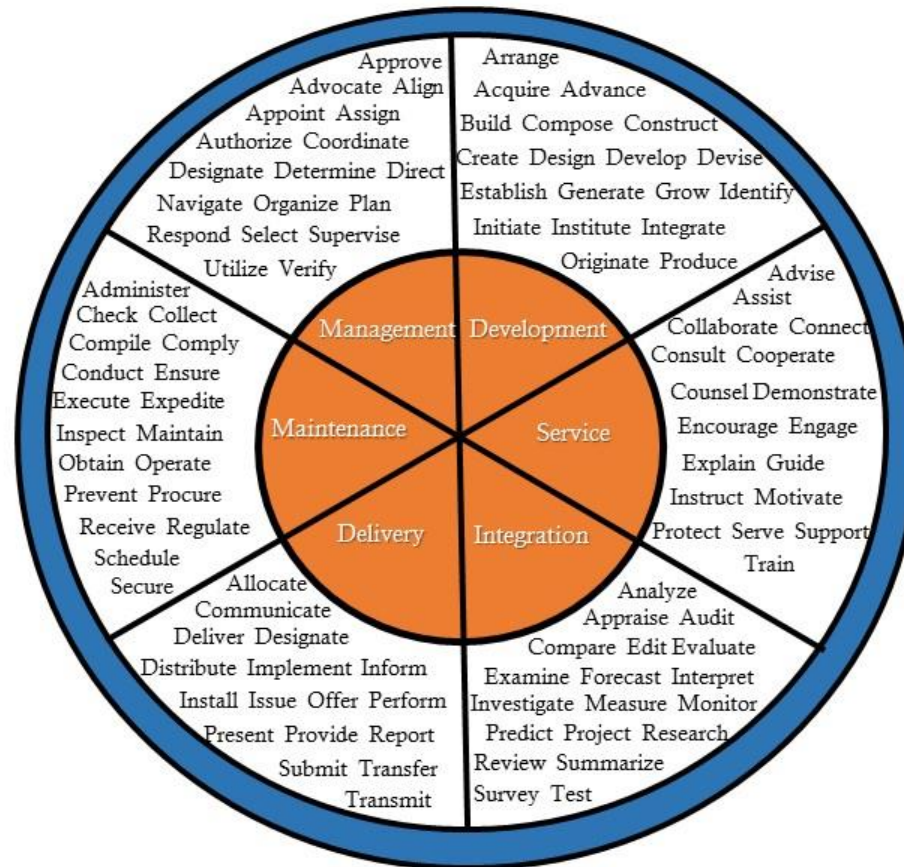 Approve
Advocate Align
Appoint Assign
Authorize Coordinate
Designate Determine Direct
Navigate Organize Plan
Respond Select Supervise
Utilize Verify
Management
Arrange
Acquire Advance
Build Compose Construct
Create Design Develop Devise
Establish Generate Grow Identify
Initiate Institute Integrate
Originate Produce
Development
Advise
Assist
Collaborate Connect
Consult Cooperate
Counsel Demonstrate
Encourage Engage
Explain Guide
Instruct Motivate
Protect Serve Support
Train
Service
Analyze
Appraise Audit
Compare Edit Evaluate
Examine Forecast Interpret
Investigate Measure Monitor
Predict Project Research
Review Summarize
Survey Test
Integration
Allocate
Communicate
Deliver Designate
Distribute Implement Inform
Install Issue Offer Perform
Present Provide Report
Submit Transfer
Transmit
Delivery
Administer
Check Collect
Compile Comply
Conduct Ensure
Execute Expedite
Inspect Maintain
Obtain Operate
Prevent Procure
Receive Regulate
Schedule
Secure
Maintenance